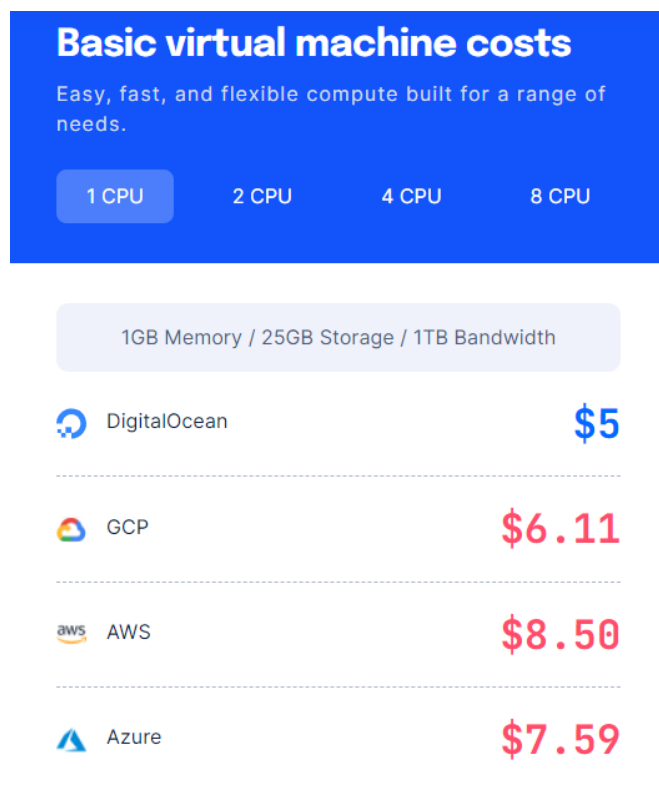 Basic virtual machine costs
Easy, fast, and flexible compute built for a range of
needs.
1 CPU 2 CPU 4 CPU 8 CPU
1GB Memory / 25GB Storage / 1TB Bandwidth
DigitalOcean $5
GCP $6.11
aws AWS $8.50
Azure $7.59